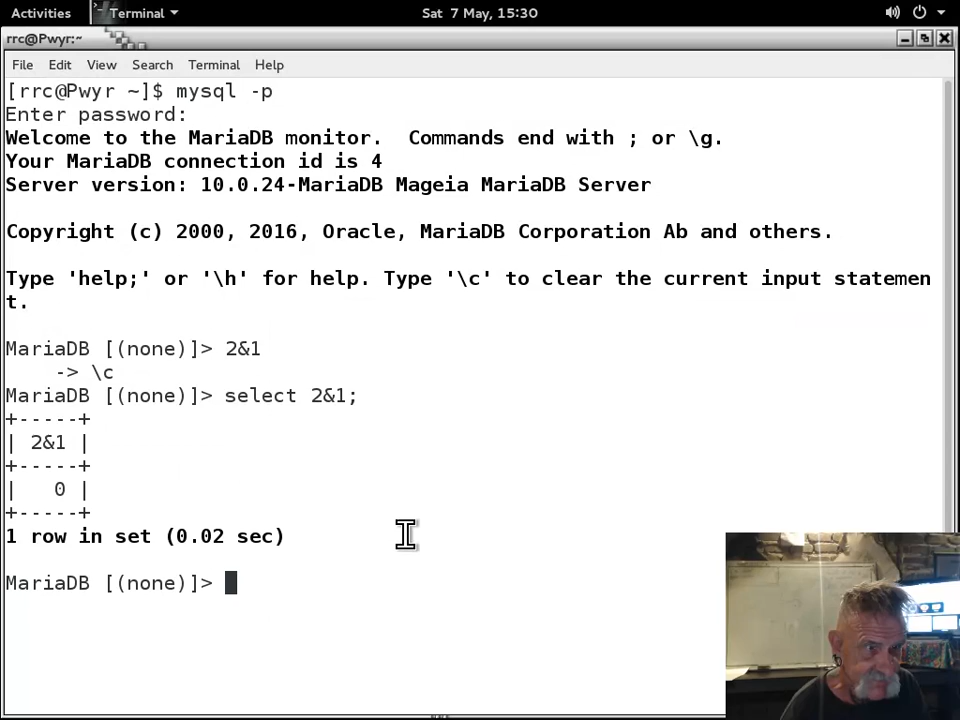 Activities Terminal Sat 7 May, 15:30
rrc@Pwyr:~
File Edit View Search Terminal Help
[rrc@Pwyr ~]$ mysql -p
Enter password:
Welcome to the MariaDB monitor.  Commands end with ; or \g.
Your MariaDB connection id is 4
Server version: 10.0.24-MariaDB Mageia MariaDB Server
Copyright (c) 2000, 2016, Oracle, MariaDB Corporation Ab and others.
Type 'help;' or '\h' for help. Type '\c' to clear the current input statemen
t.
MariaDB [(none)]> 2&1
    -> \c
MariaDB [(none)]> select 2&1;
+-----+
| 2&1 |
+-----+
|   0 |
+-----+
1 row in set (0.02 sec)
MariaDB [(none)]>